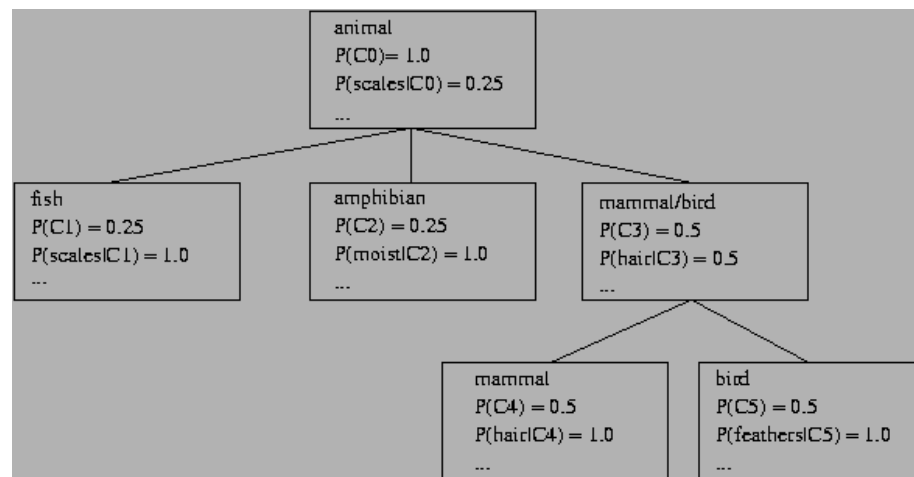 animal
P(C0)= 1.0
P(scales|C0) = 0.25
...
fish
P(C1) = 0.25
P(scales|C1) = 1.0
...
amphibian
P(C2) = 0.25
P(moist|C2) = 1.0
...
mammal/bird
P(C3) = 0.5
P(hair|C3) = 0.5
...
mammal
P(C4) = 0.5
P(hair|C4) = 1.0
...
bird
P(C5) = 0.5
P(feathers|C5) = 1.0
...